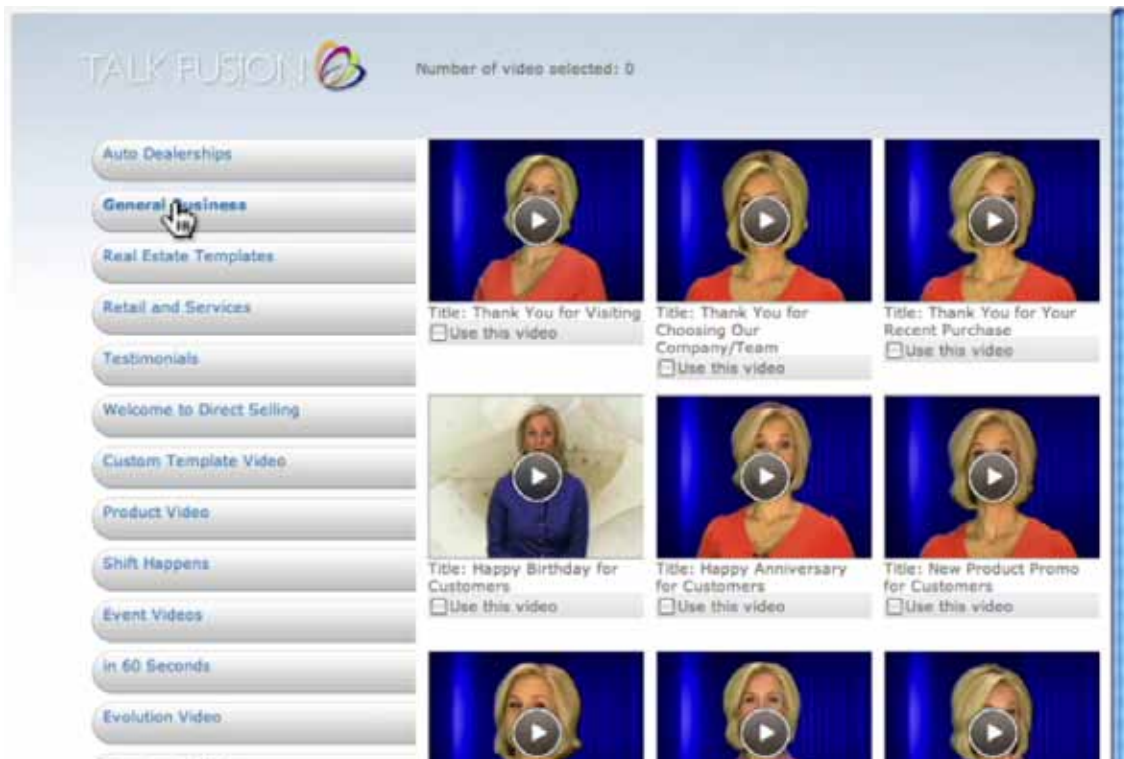 TALK FUSION
Number of video selected: 0
Auto Dealerships
General Business
Real Estate Templates
Retail and Services
Testimonials
Welcome to Direct Selling
Custom Template Video
Product Video
Shift Happens
Event Videos
in 60 Seconds
Evolution Video
Title: Thank You for Visiting
Use this video
Title: Thank You for
Choosing Our
Company/Team
Use this video
Title: Thank You for Your
Recent Purchase
Use this video
Title: Happy Birthday for
Customers
Use this video
Title: Happy Anniversary
for Customers
Use this video
Title: New Product Promo
for Customers
Use this video